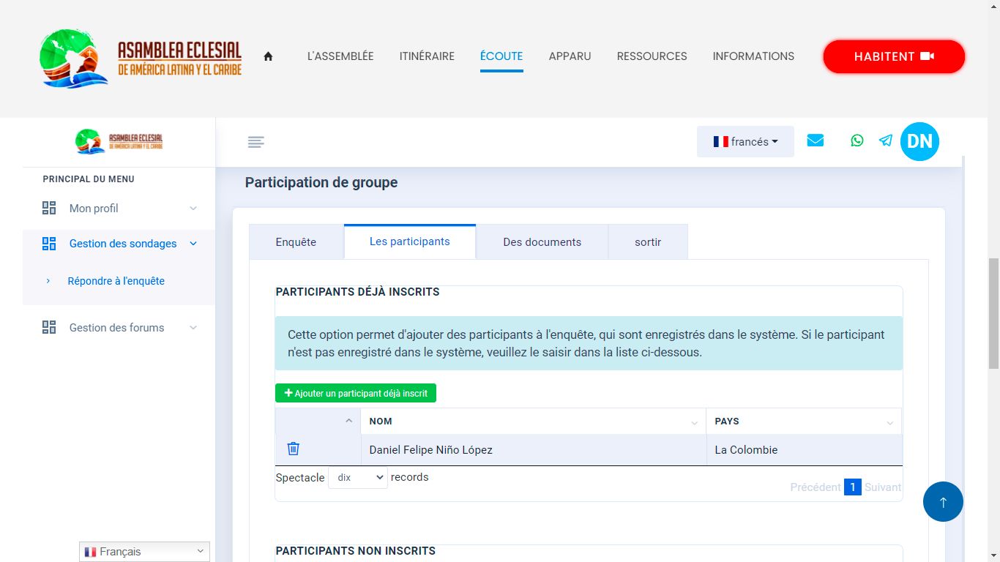 ASAMBLEA ECLESIAL
DE AMÉRICA LATINA Y EL CARIBE
L'ASSEMBLÉE
ITINÉRAIRE
ÉCOUTE
APPARU
RESSOURCES
INFORMATIONS
HABITENT
ASAMBLEA ECLESIAL
DE AMÉRICA LATINA Y EL CARIBE
francés
DN
PRINCIPAL DU MENU
Mon profil
Gestion des sondages
Répondre à l'enquête
Gestion des forums
Participation de groupe
Enquête
Les participants
Des documents
sortir
PARTICIPANTS DÉJÀ INSCRITS
Cette option permet d'ajouter des participants à l'enquête, qui sont enregistrés dans le système. Si le participant
n'est pas enregistré dans le système, veuillez le saisir dans la liste ci-dessous.
Ajouter un participant déjà inscrit
NOM
PAYS
Daniel Felipe Niño López
La Colombie
Spectacle dix records
Précédent 1 Suivant
PARTICIPANTS NON INSCRITS
Français